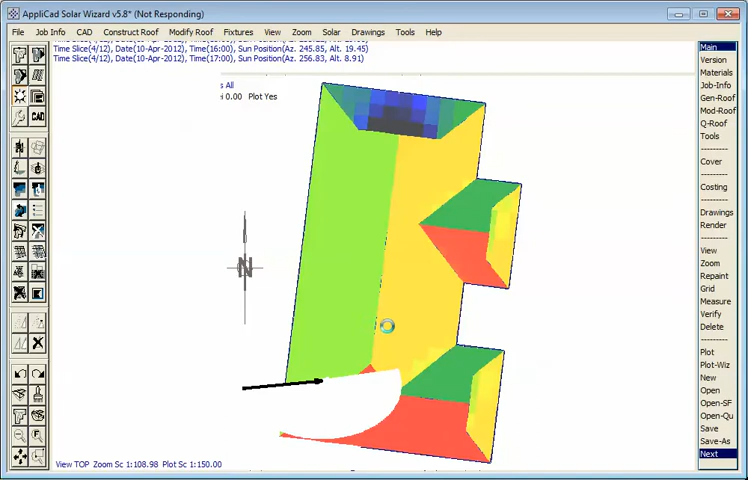 AppliCad Solar Wizard v5.8* (Not Responding)
File Job Info CAD Construct Roof Modify Roof Fixtures View Zoom Solar Drawings Tools Help
Time Slice(4/12), Date(10-Apr-2012), Time(16:00), Sun Position(Az. 245.85, Alt. 19.45)
Time Slice(4/12), Date(10-Apr-2012), Time(17:00), Sun Position(Az. 256.83, Alt. 8.91)
s All
0.00 Plot Yes
CAD
N
View TOP Zoom Sc 1:108.98 Plot Sc 1:150.00
Main
Version
Materials
Job-Info
Gen-Roof
Mod-Roof
Q-Roof
Tools
---------
Cover
---------
Costing
---------
Drawings
Render
---------
View
Zoom
Repaint
Grid
Measure
Verify
Delete
---------
Plot
Plot-Wiz
New
Open
Open-SF
Open-Qu
Save
Save-As
Next